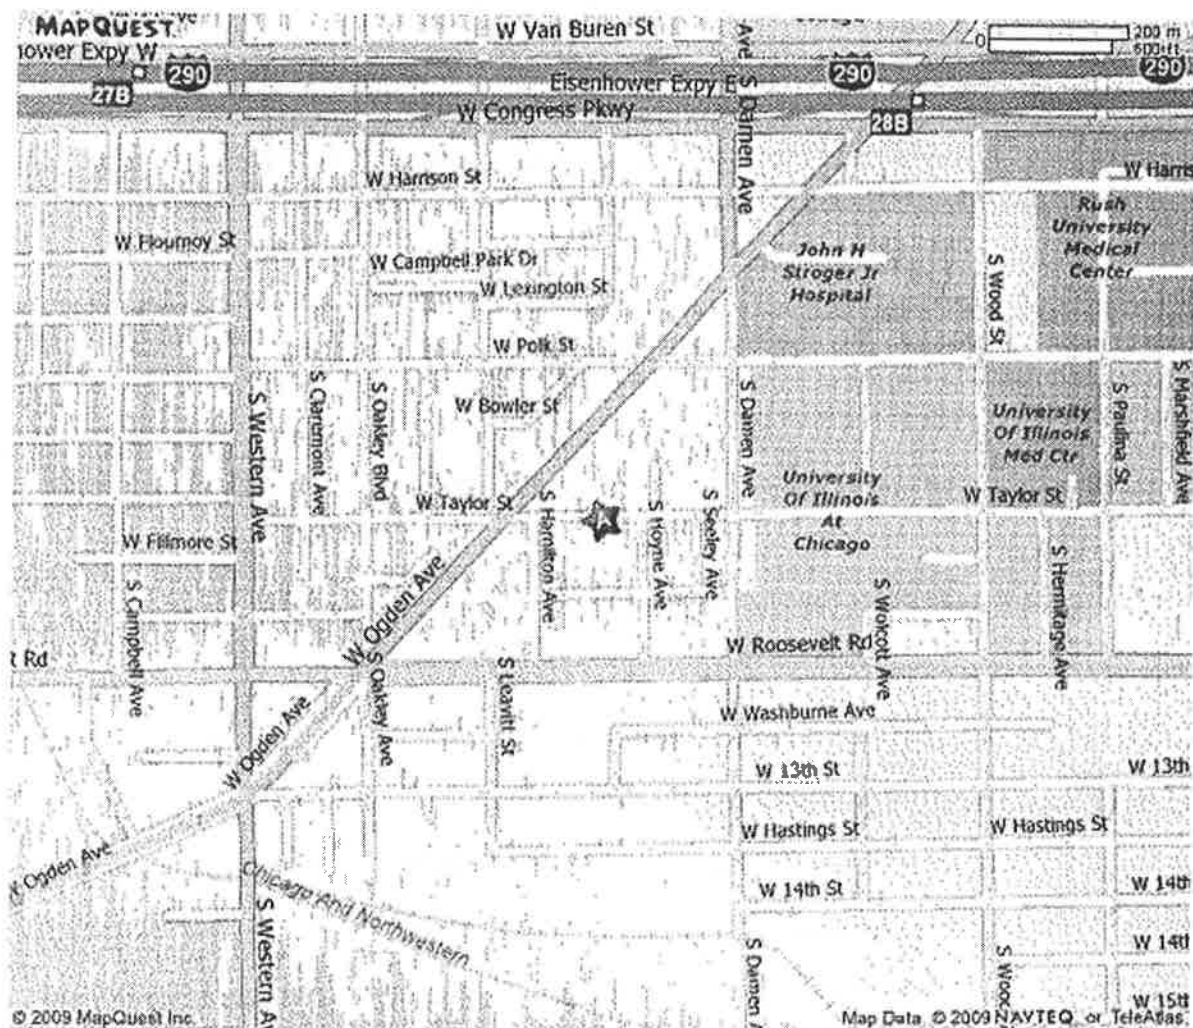 MAPQUEST
W Van Buren St
Ave
0
200 m
600 ft
hower Expy W
290
Eisenhower Expy E
290
290
27B
W Congress Pkwy
28B
S Damen Ave
W Harrison St
W Harris
Rush
University
Medical
Center
W Flournoy St
W Campbell Park Dr
John H
Stroger Jr
Hospital
W Lexington St
S Wood St
W Polk St
S Western Ave
S Claremont Ave
S Oakley Blvd
W Bowler St
S Damen Ave
University
Of Illinois
Med Ctr
S Paulina St
S Marshfield Ave
University
Of Illinois
At
Chicago
W Taylor St
W Taylor St
S Hamilton Ave
S Hoyne Ave
S Seeley Ave
W Fillmore St
S Campbell Ave
W Ogden Ave
S Wolcott Ave
S Hermitage Ave
t Rd
W Roosevelt Rd
S Oakley Ave
S Leavitt St
W Ogden Ave
W Washburne Ave
W 13th St
W 13th
W Hastings St
W Hastings St
W Ogden Ave
Chicago And Northwestern
W 14th St
W 14th
S Western A
S Damen A
S Wood
W 14th
W 15th
© 2009 MapQuest Inc.
Map Data © 2009 NAVTEQ or TeleAtlas